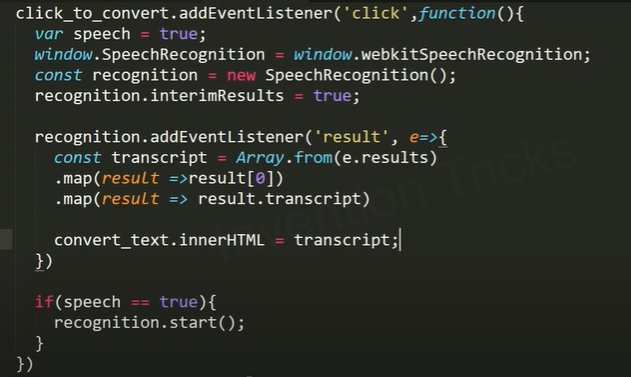 click_to_convert.addEventListener('click',function(){
var speech = true;
window.SpeechRecognition = window.webkitSpeechRecognition;
const recognition = new SpeechRecognition();
recognition.interimResults = true;
recognition.addEventListener('result', e=>{
const transcript = Array.from(e.results)
.map(result =>result[0])
.map(result => result.transcript)
convert_text.innerHTML = transcript;
})
if(speech == true){
recognition.start();
}
})
Invention Tricks